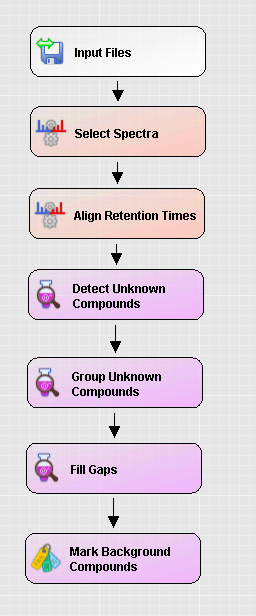 Input Files
Select Spectra
Align Retention Times
Detect Unknown
Compounds
Group Unknown
Compounds
Fill Gaps
Mark Background
Compounds